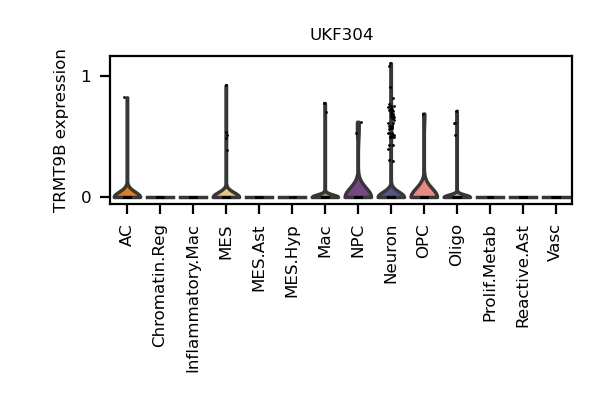 UKF304
TRMT9B expression
1
0
AC
Chromatin.Reg
Inflammatory.Mac
MES
MES.Ast
MES.Hyp
Mac
NPC
Neuron
OPC
Oligo
Prolif.Metab
Reactive.Ast
Vasc